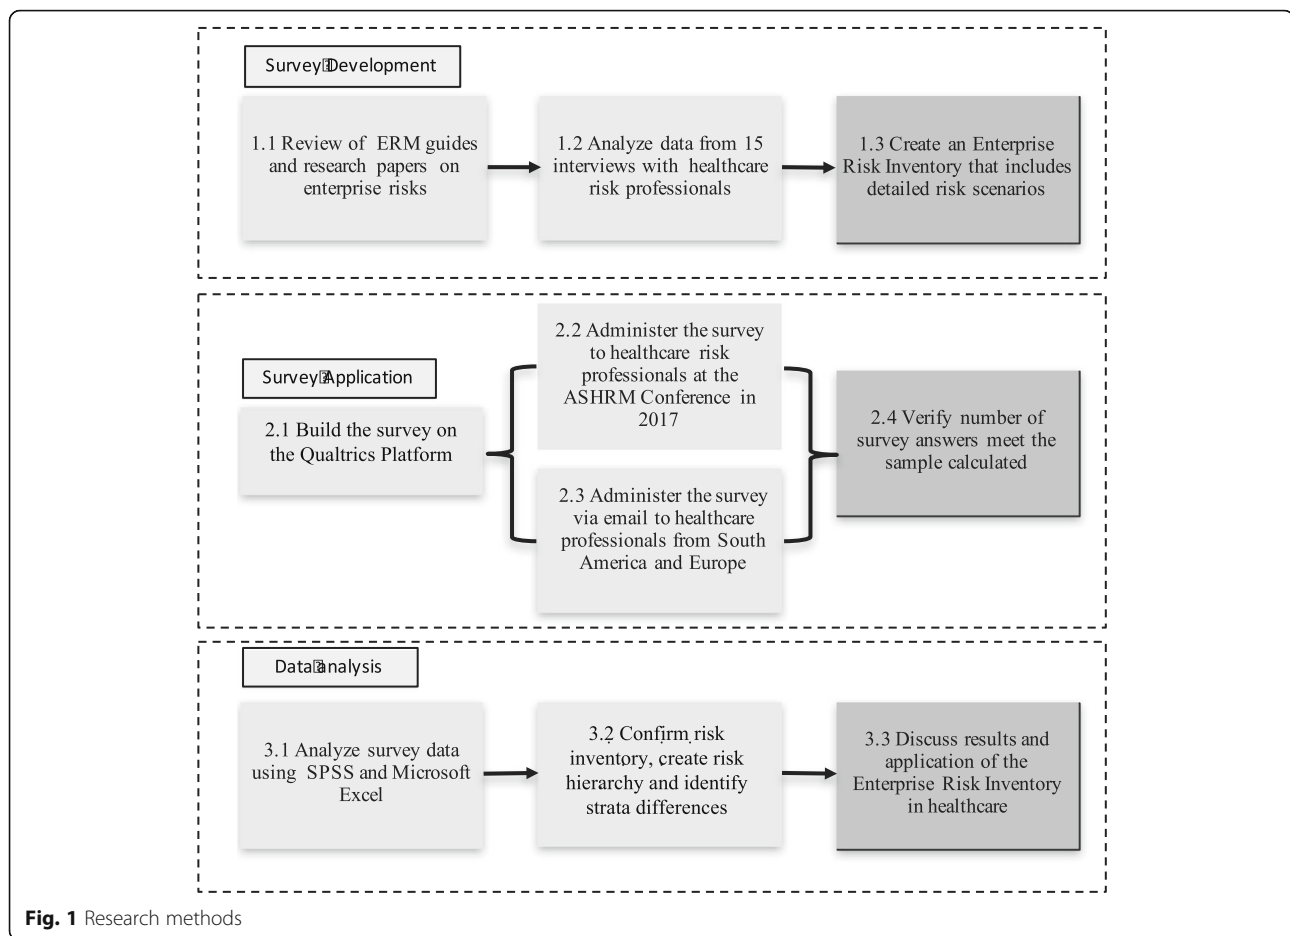 Survey Development
1.1 Review of ERM guides
and research papers on
enterprise risks
1.2 Analyze data from 15
interviews with healthcare
risk professionals
1.3 Create an Enterprise
Risk Inventory that includes
detailed risk scenarios
Survey Application
2.1 Build the survey on
the Qualtrics Platform
2.2 Administer the survey
to healthcare risk
professionals at the
ASHRM Conference in
2017
2.3 Administer the survey
via email to healthcare
professionals from South
America and Europe
2.4 Verify number of
survey answers meet the
sample calculated
Data analysis
3.1 Analyze survey data
using SPSS and Microsoft
Excel
3.2 Confirm risk
inventory, create risk
hierarchy and identify
strata differences
3.3 Discuss results and
application of the
Enterprise Risk Inventory
in healthcare
Fig. 1 Research methods